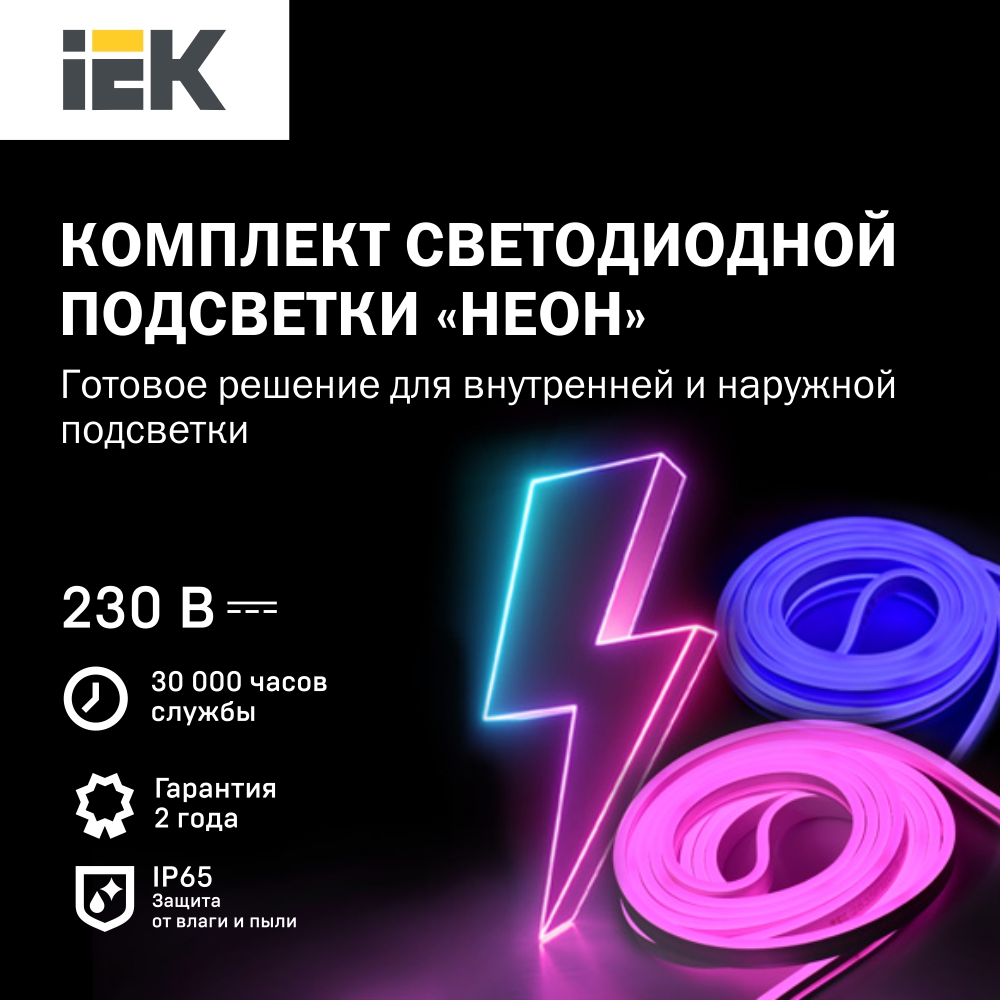 IEK
КОМПЛЕКТ СВЕТОДИОДНОЙ
ПОДСВЕТКИ «НЕОН»
Готовое решение для внутренней и наружной
подсветки
230 В
30 000 часов
службы
Гарантия
2 года
IP65
Защита
от влаги и пыли